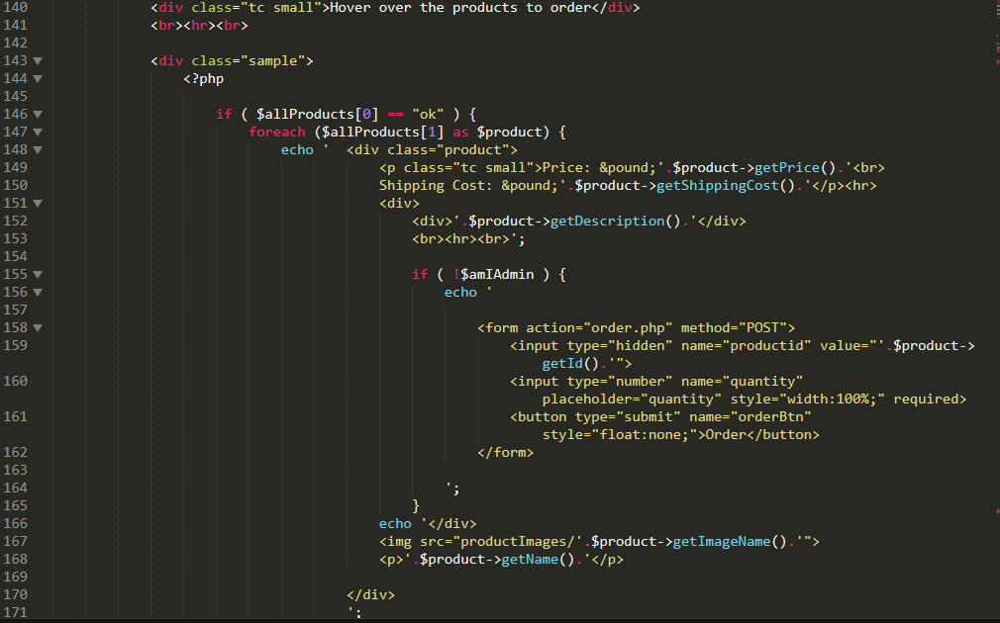 140 <div class="tc small">Hover over the products to order</div>
141 <br><hr><br>
142
143 <div class="sample">
144 <?php
145
146 if ( $allProducts[0] == "ok" ) {
147 foreach ($allProducts[1] as $product) {
148 echo '  <div class="product">
149 <p class="tc small">Price: &pound;'.$product->getPrice().'<br>
150 Shipping Cost: &pound;'.$product->getShippingCost().'</p><hr>
151 <div>
152 <div>'.$product->getDescription().'</div>
153 <br><hr><br>';
154
155 if ( !$amIAdmin ) {
156 echo '
157
158 <form action="order.php" method="POST">
159 <input type="hidden" name="productid" value="'.$product->
getId().'">
160 <input type="number" name="quantity"
placeholder="quantity" style="width:100%;" required>
161 <button type="submit" name="orderBtn"
style="float:none;">Order</button>
162 </form>
163
164 ';
165 }
166 echo '</div>
167 <img src="productImages/'.$product->getImageName().'">
168 <p>'.$product->getName().'</p>
169
170 </div>
171 ';